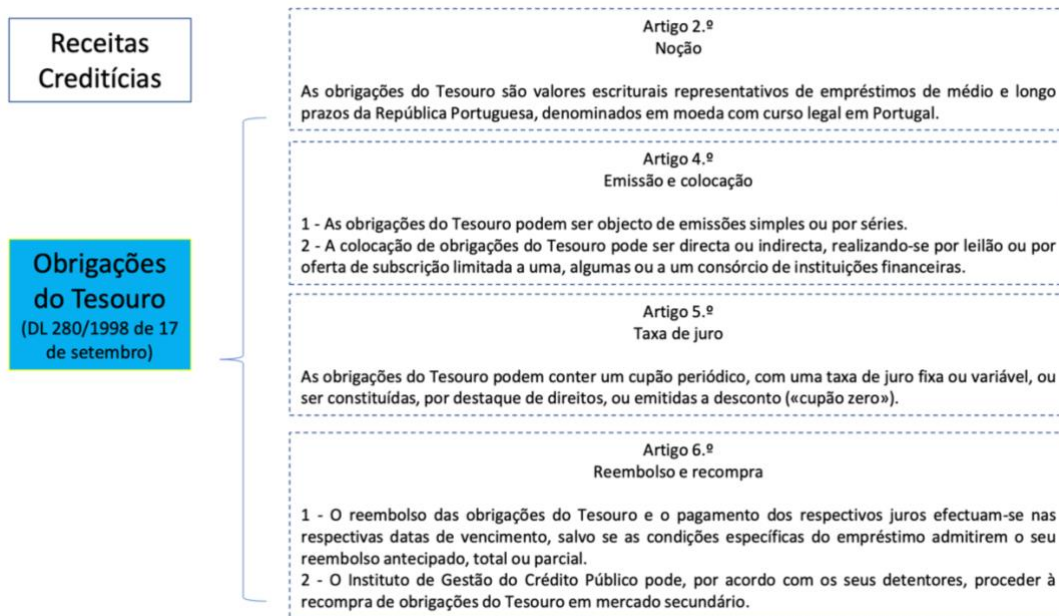 Receitas
Creditícias
Obrigações
do Tesouro
(DL 280/1998 de 17
de setembro)
Artigo 2.º
Noção
As obrigações do Tesouro são valores escriturais representativos de empréstimos de médio e longo
prazos da República Portuguesa, denominados em moeda com curso legal em Portugal.
Artigo 4.º
Emissão e colocação
1 - As obrigações do Tesouro podem ser objecto de emissões simples ou por séries.
2 - A colocação de obrigações do Tesouro pode ser directa ou indirecta, realizando-se por leilão ou por
oferta de subscrição limitada a uma, algumas ou a um consórcio de instituições financeiras.
Artigo 5.º
Taxa de juro
As obrigações do Tesouro podem conter um cupão periódico, com uma taxa de juro fixa ou variável, ou
ser constituídas, por destaque de direitos, ou emitidas a desconto («cupão zero»).
Artigo 6.º
Reembolso e recompra
1 - O reembolso das obrigações do Tesouro e o pagamento dos respectivos juros efectuam-se nas
respectivas datas de vencimento, salvo se as condições específicas do empréstimo admitirem o seu
reembolso antecipado, total ou parcial.
2 - O Instituto de Gestão do Crédito Público pode, por acordo com os seus detentores, proceder à
recompra de obrigações do Tesouro em mercado secundário.